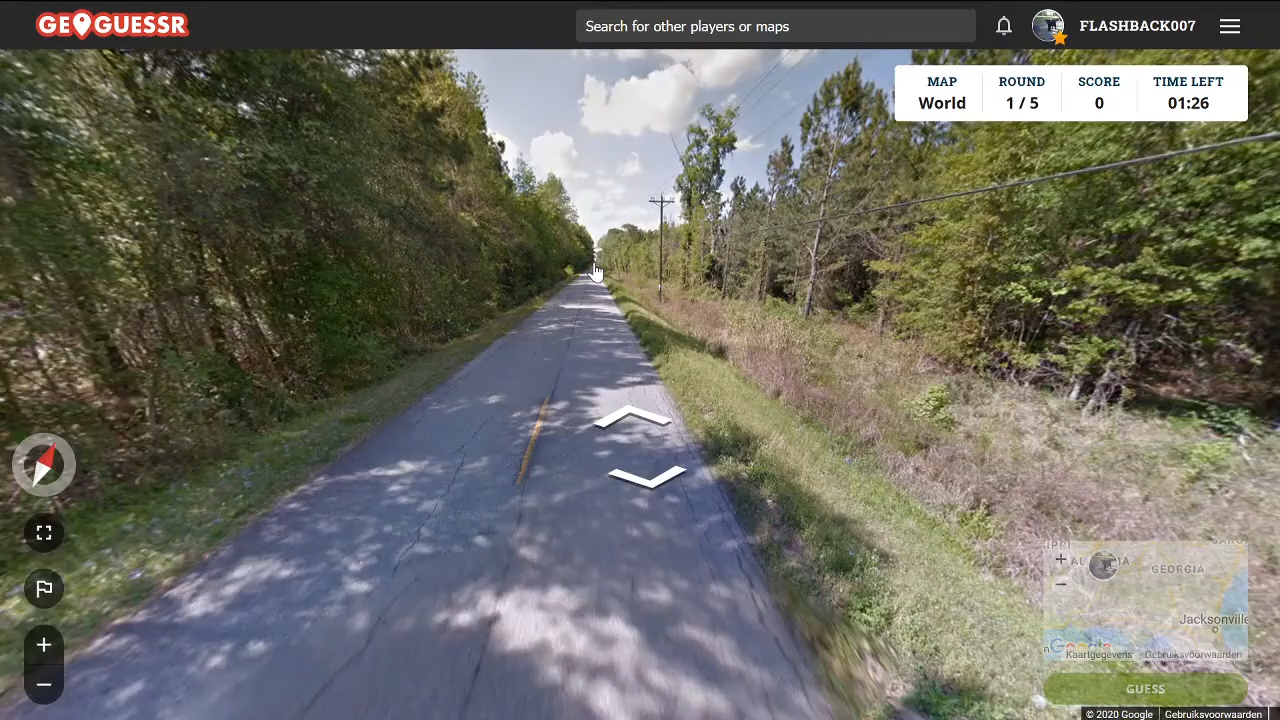 GEOGUESSR
Search for other players or maps
FLASHBACK007
MAP
World
ROUND
1 / 5
SCORE
0
TIME LEFT
01:26
GEORGIA
Jacksonville
Google
Kaartgegevens
Gebruiksvoorwaarden
GUESS
© 2020 Google
Gebruiksvoorwaarden